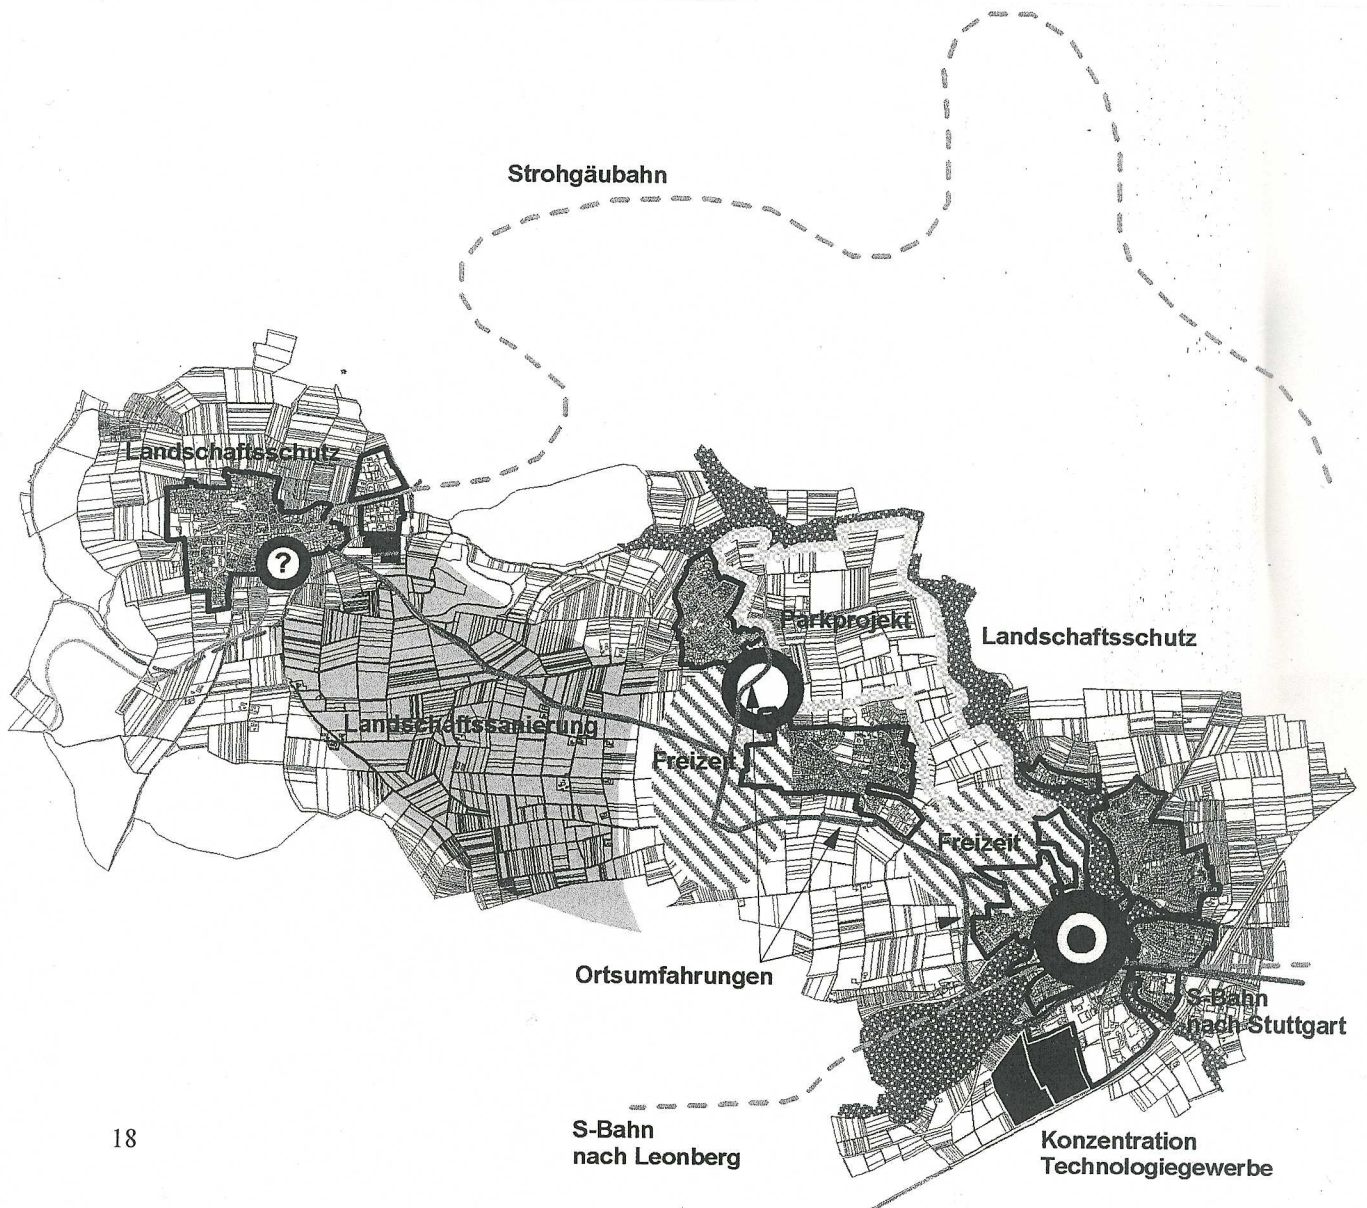 Strohgäubahn
Landschaftsschutz
?
Parkprojekt
Landschaftsschutz
Landschaftssanierung
Freizeit
Freizeit
Ortsumfahrungen
S-Bahn
nach Stuttgart
S-Bahn
nach Leonberg
Konzentration
Technologiegewerbe
18